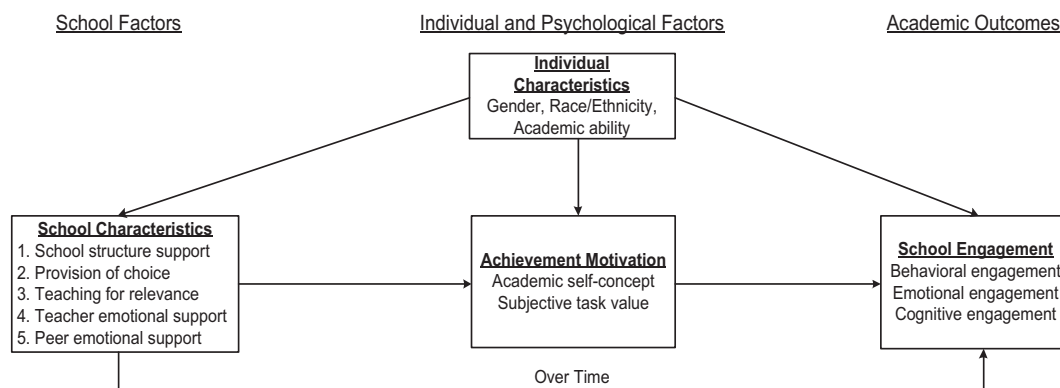 School Factors
Individual and Psychological Factors
Academic Outcomes
Individual
Characteristics
Gender, Race/Ethnicity,
Academic ability
School Characteristics
1. School structure support
2. Provision of choice
3. Teaching for relevance
4. Teacher emotional support
5. Peer emotional support
Achievement Motivation
Academic self-concept
Subjective task value
School Engagement
Behavioral engagement
Emotional engagement
Cognitive engagement
Over Time